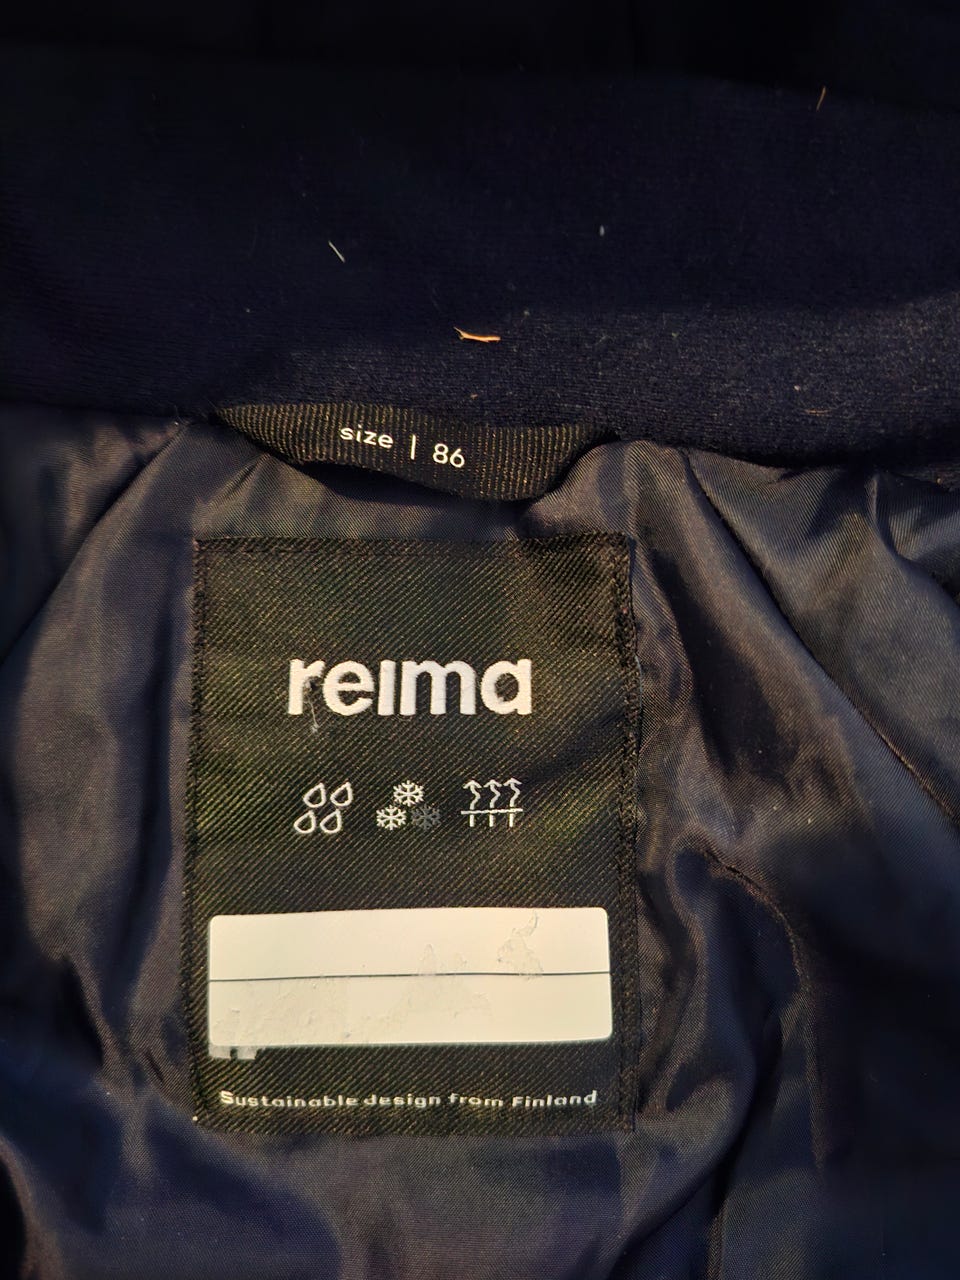 size | 86
reima
Sustainable design from Finland